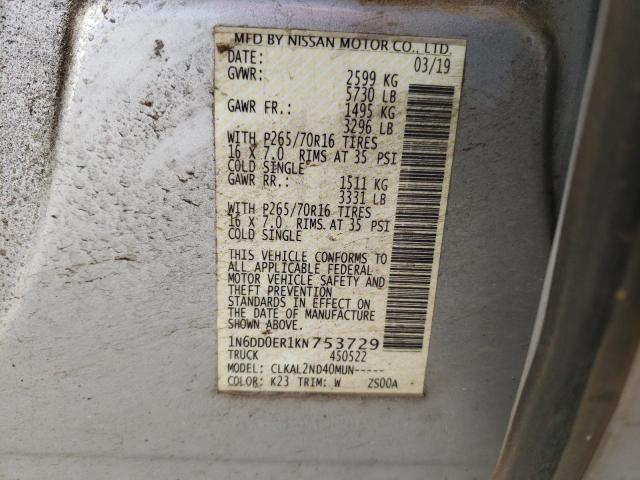 MFD BY NISSAN MOTOR CO., LTD.
DATE: 03/19
GVWR: 2599 KG
5730 LB
GAWR FR.: 1495 KG
3296 LB
WITH P265/70R16 TIRES
16 X 7.0 RIMS AT 35 PSI
COLD SINGLE
GAWR RR.: 1511 KG
3331 LB
WITH P265/70R16 TIRES
16 X 7.0 RIMS AT 35 PSI
COLD SINGLE
THIS VEHICLE CONFORMS TO
ALL APPLICABLE FEDERAL
MOTOR VEHICLE SAFETY AND
THEFT PREVENTION
STANDARDS IN EFFECT ON
THE DATE OF MANUFACTURE
SHOWN ABOVE.
1N6DD0ER1KN753729
TRUCK 450522
MODEL: CLKAL2ND40MUN-----
COLOR: K23 TRIM: W ZS00A